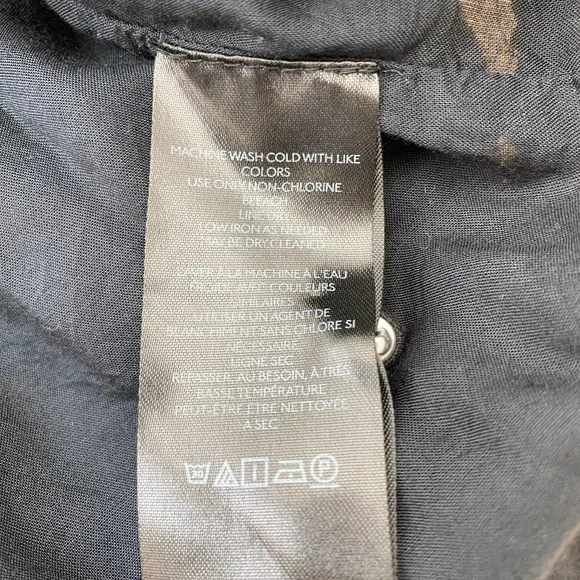 MACHINE WASH COLD WITH LIKE
COLORS
USE ONLY NON-CHLORINE
BLEACH
LINE DRY
LOW IRON AS NEEDED
MAY BE DRY CLEANED
LAVER À LA MACHINE À L'EAU
FROIDE AVEC COULEURS
SIMILAIRES
UTILISER UN AGENT DE
BLANCHIMENT SANS CHLORE SI
NÉCESSAIRE
LIGNE SEC
REPASSER, AU BESOIN, À TRÈS
BASSE TEMPÉRATURE
PEUT-ÊTRE ÊTRE NETTOYÉE
À SEC
30 P